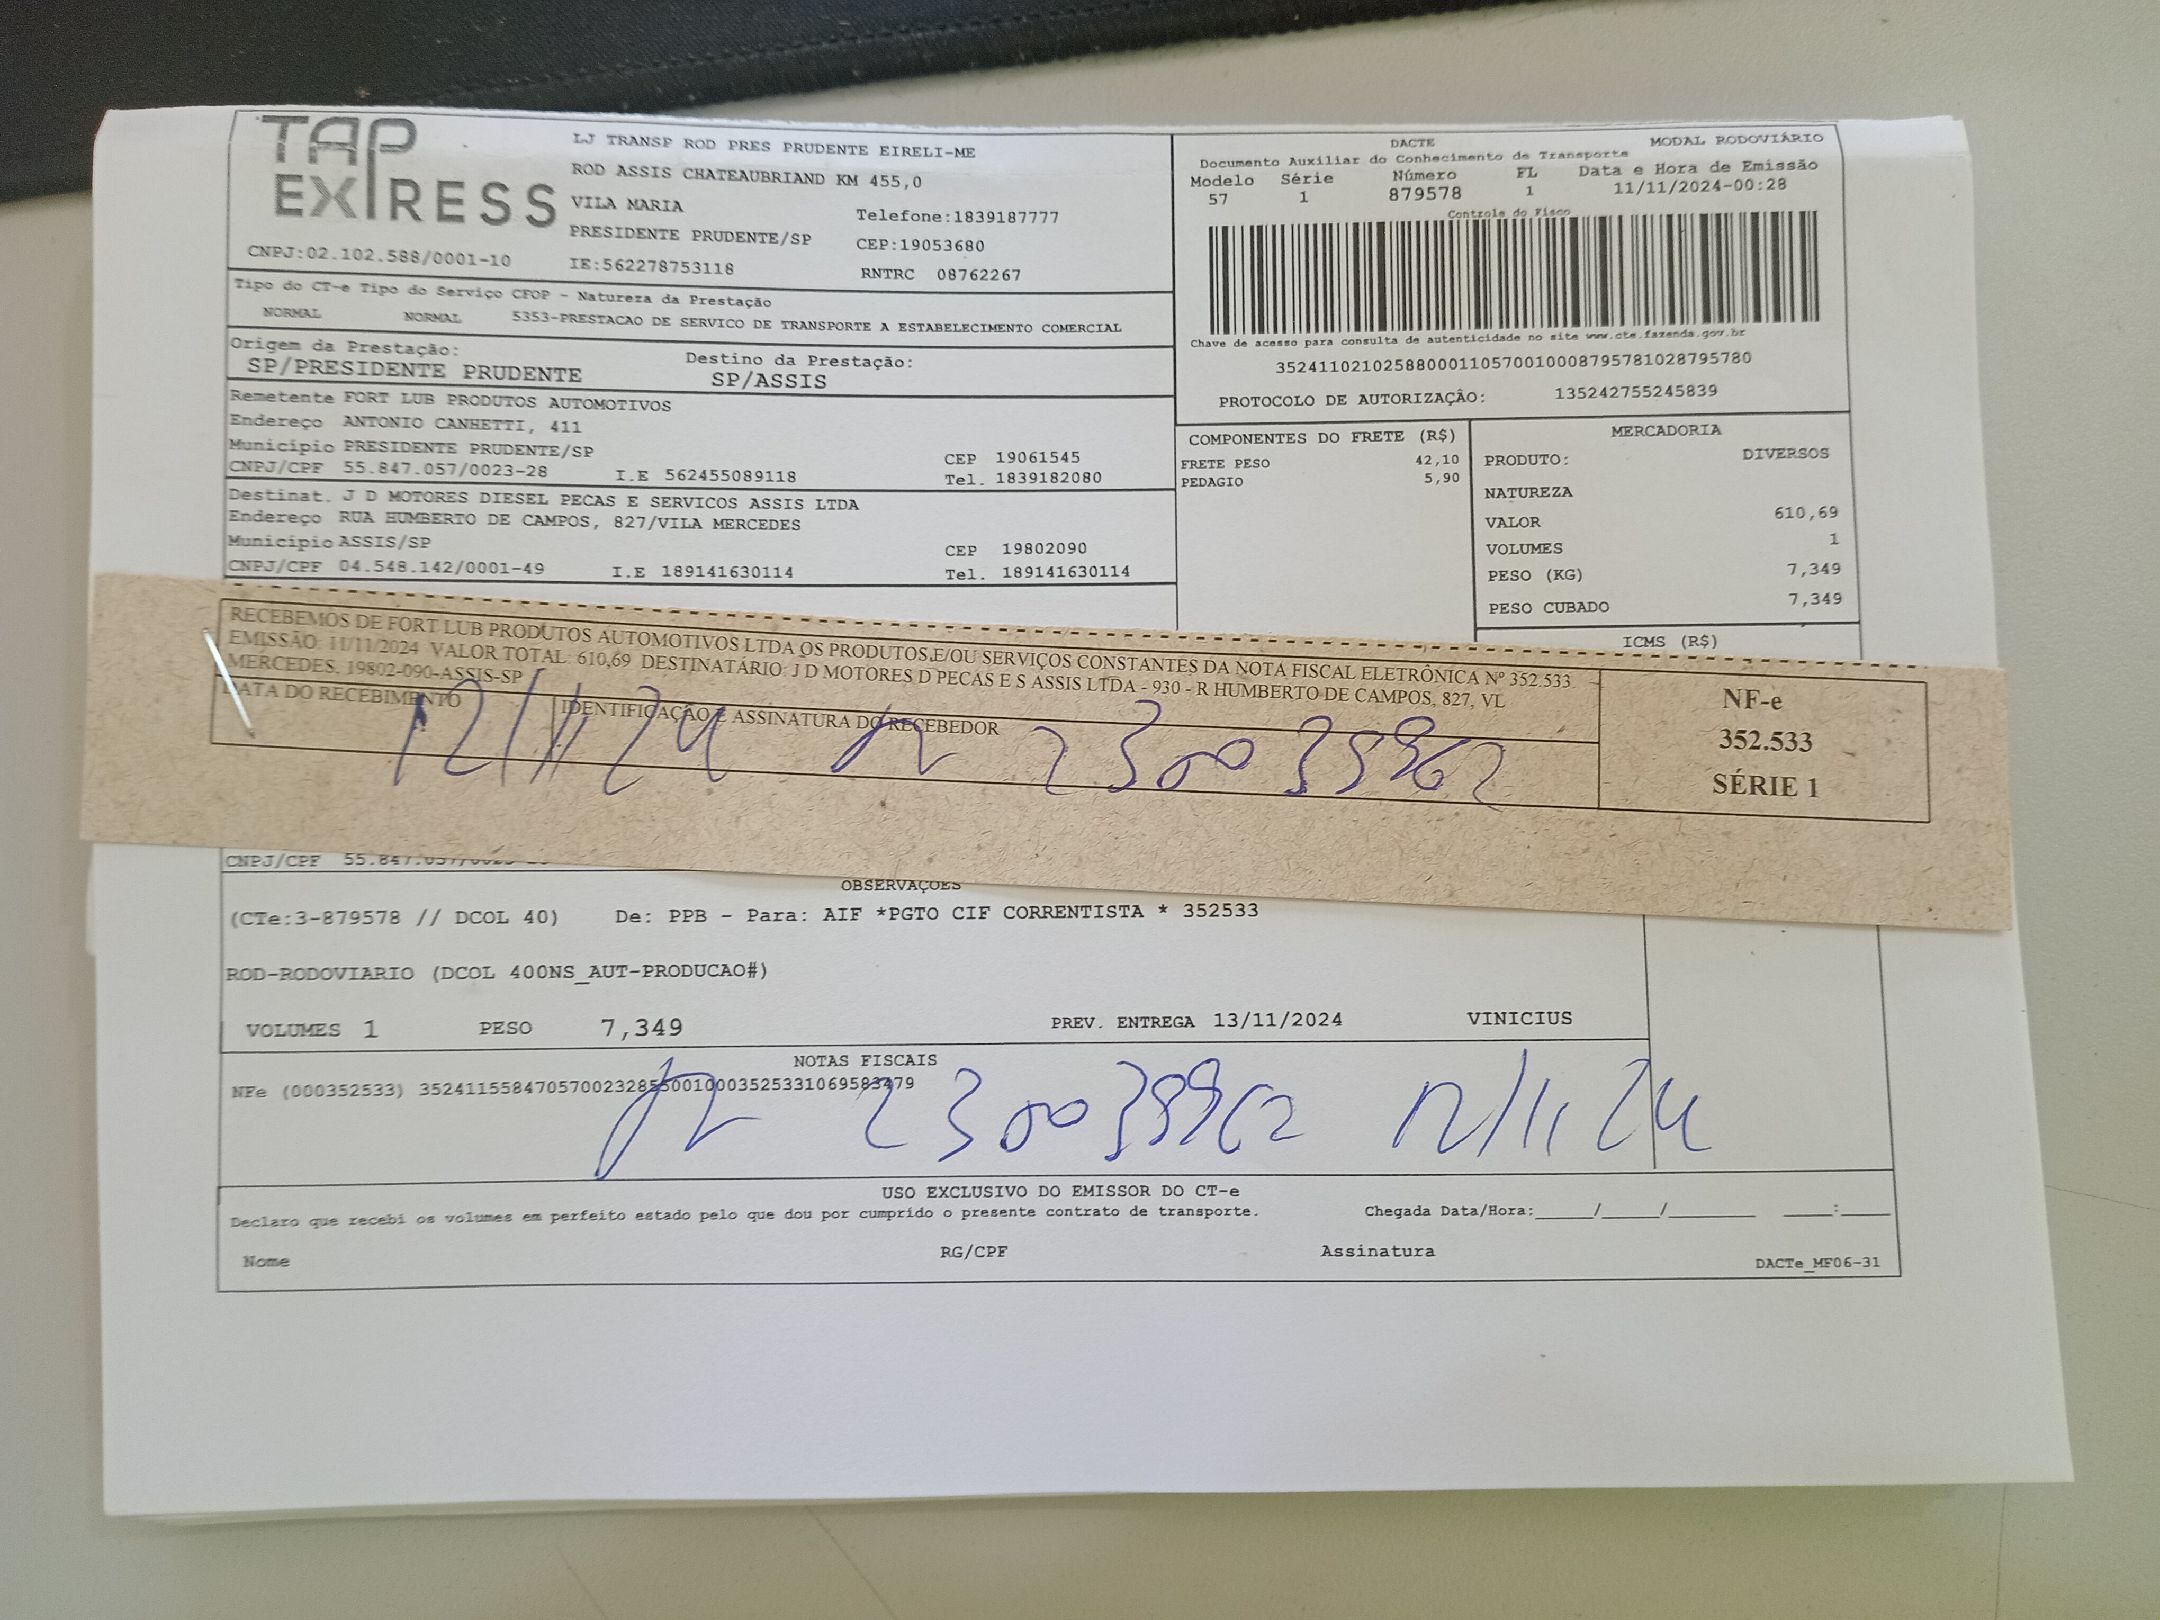 TAP
EXPRESS
LJ TRANSP ROD PRES PRUDENTE EIRELI-ME
ROD ASSIS CHATEAUBRIAND KM 455,0
VILA MARIA
Telefone:1839187777
PRESIDENTE PRUDENTE/SP
CEP:19053680
CNPJ:02.102.588/0001-10
IE:562278753118
RNTRC 08762267
DACTE
MODAL RODOVIÁRIO
Documento Auxiliar do Conhecimento de Transporte
Modelo Série Número FL Data e Hora de Emissão
57 1 879578 1 11/11/2024-00:28
Controle do Fisco
Chave de acesso para consulta de autenticidade no site www.cte.fazenda.gov.br
35241102102588000110570010008795781028795780
PROTOCOLO DE AUTORIZAÇÃO: 135242755245839
Tipo do CT-e Tipo do Serviço CFOP - Natureza da Prestação
NORMAL NORMAL 5353-PRESTACAO DE SERVICO DE TRANSPORTE A ESTABELECIMENTO COMERCIAL
Origem da Prestação: Destino da Prestação:
SP/PRESIDENTE PRUDENTE SP/ASSIS
Remetente FORT LUB PRODUTOS AUTOMOTIVOS
Endereço ANTONIO CANHETTI, 411
Município PRESIDENTE PRUDENTE/SP CEP 19061545
CNPJ/CPF 55.847.057/0023-28 I.E 562455089118 Tel. 1839182080
Destinat. J D MOTORES DIESEL PECAS E SERVICOS ASSIS LTDA
Endereço RUA HUMBERTO DE CAMPOS, 827/VILA MERCEDES
Município ASSIS/SP CEP 19802090
CNPJ/CPF 04.548.142/0001-49 I.E 189141630114 Tel. 189141630114
COMPONENTES DO FRETE (R$)
FRETE PESO 42,10
PEDAGIO 5,90
MERCADORIA
PRODUTO: DIVERSOS
NATUREZA
VALOR 610,69
VOLUMES 1
PESO (KG) 7,349
PESO CUBADO 7,349
ICMS (R$)
RECEBEMOS DE FORT LUB PRODUTOS AUTOMOTIVOS LTDA OS PRODUTOS E/OU SERVIÇOS CONSTANTES DA NOTA FISCAL ELETRÔNICA Nº 352.533
EMISSÃO: 11/11/2024 VALOR TOTAL: 610,69 DESTINATÁRIO: J D MOTORES D PECAS E S ASSIS LTDA - 930 - R HUMBERTO DE CAMPOS, 827, VL
MERCEDES, 19802-090-ASSIS-SP
DATA DO RECEBIMENTO
IDENTIFICAÇÃO E ASSINATURA DO RECEBEDOR
12/11/24 230039962
NF-e
352.533
SÉRIE 1
CNPJ/CPF 55.847.057/0023-28
OBSERVAÇÕES
(CTe:3-879578 // DCOL 40) De: PPB - Para: AIF *PGTO CIF CORRENTISTA * 352533
ROD-RODOVIARIO (DCOL 400NS_AUT-PRODUCAO#)
VOLUMES 1 PESO 7,349 PREV. ENTREGA 13/11/2024 VINICIUS
NOTAS FISCAIS
NFe (000352533) 35241155847057002328550010003525331069583479
230039962 12/11/24
USO EXCLUSIVO DO EMISSOR DO CT-e
Declaro que recebi os volumes em perfeito estado pelo que dou por cumprido o presente contrato de transporte. Chegada Data/Hora:_____/_____/________ _____:_____
Nome RG/CPF Assinatura
DACTe_MF06-31